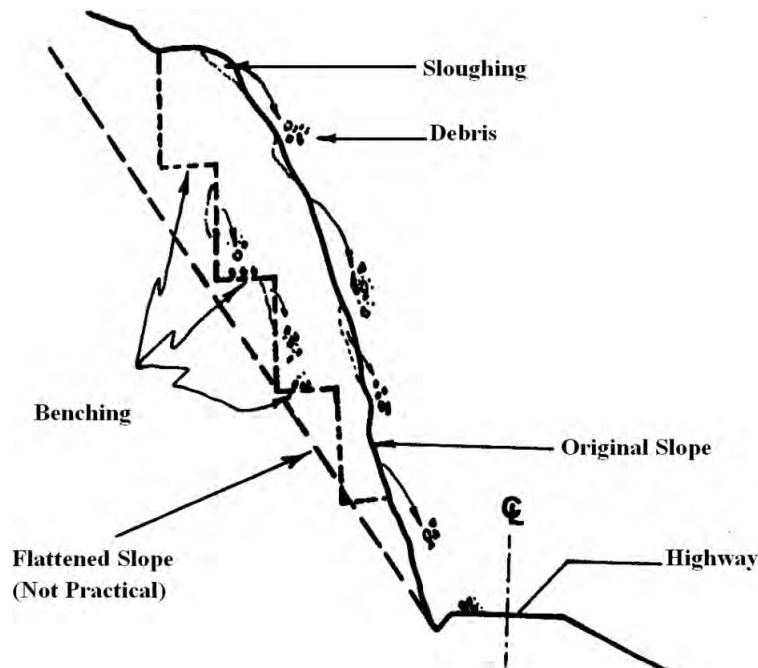 Sloughing
Debris
Benching
Original Slope
℄
Flattened Slope
(Not Practical)
Highway